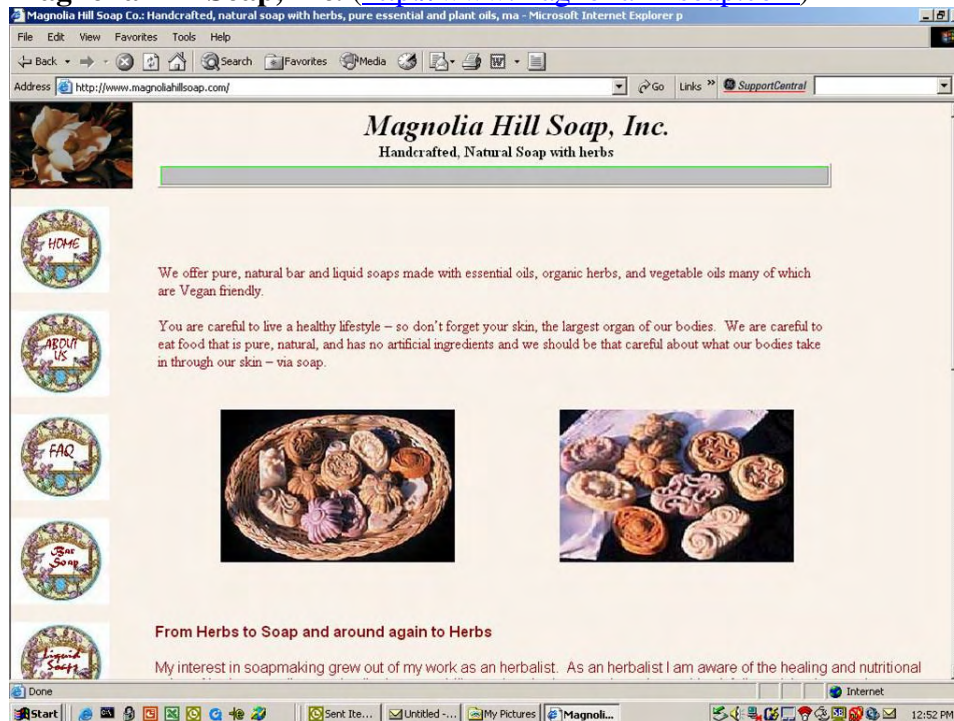 Magnolia Hill Soap Co.: Handcrafted, natural soap with herbs, pure essential and plant oils, ma - Microsoft Internet Explorer p
File Edit View Favorites Tools Help
Back Search Favorites Media
Address http://www.magnoliahillsoap.com/ Go Links » SupportCentral
Magnolia Hill Soap, Inc.
Handcrafted, Natural Soap with herbs
HOME
We offer pure, natural bar and liquid soaps made with essential oils, organic herbs, and vegetable oils many of which
are Vegan friendly.
You are careful to live a healthy lifestyle – so don't forget your skin, the largest organ of our bodies. We are careful to
eat food that is pure, natural, and has no artificial ingredients and we should be that careful about what our bodies take
in through our skin – via soap.
ABOUT
US
FAQ
Bar
Soap
Liquid
Soaps
From Herbs to Soap and around again to Herbs
My interest in soapmaking grew out of my work as an herbalist. As an herbalist I am aware of the healing and nutritional
Done Internet
Start Sent Ite... Untitled -... My Pictures Magnoli... 12:52 PM